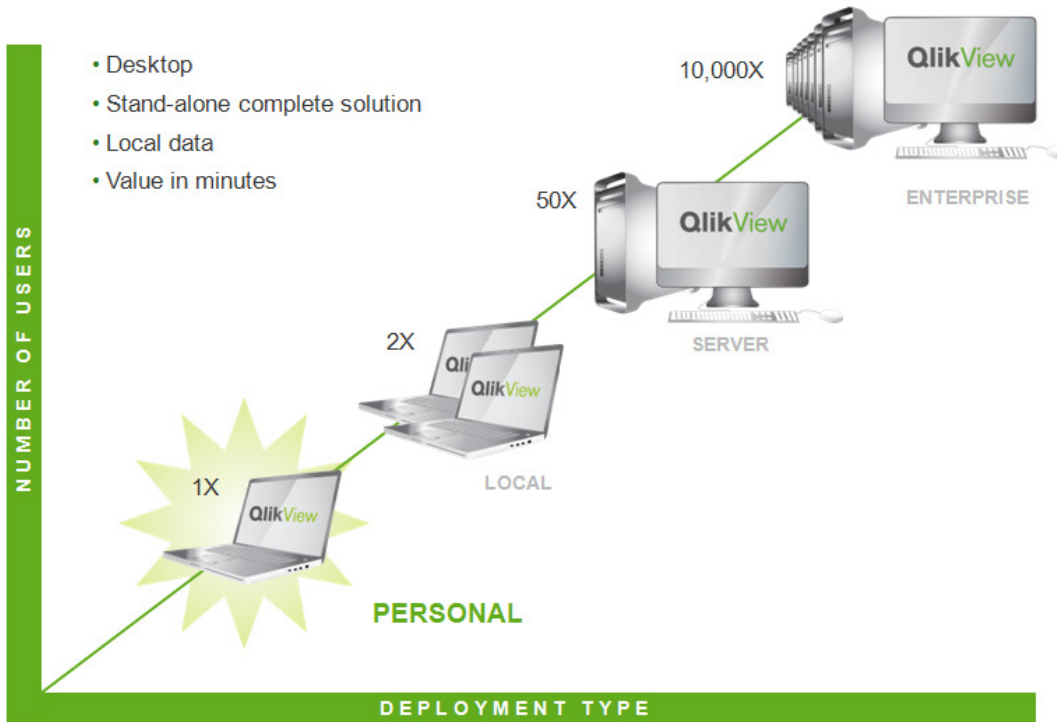 • Desktop
• Stand-alone complete solution
• Local data
• Value in minutes
10,000X
QlikView
ENTERPRISE
50X
QlikView
SERVER
2X
Qli
QlikView
LOCAL
1X
QlikView
PERSONAL
NUMBER OF USERS
DEPLOYMENT TYPE